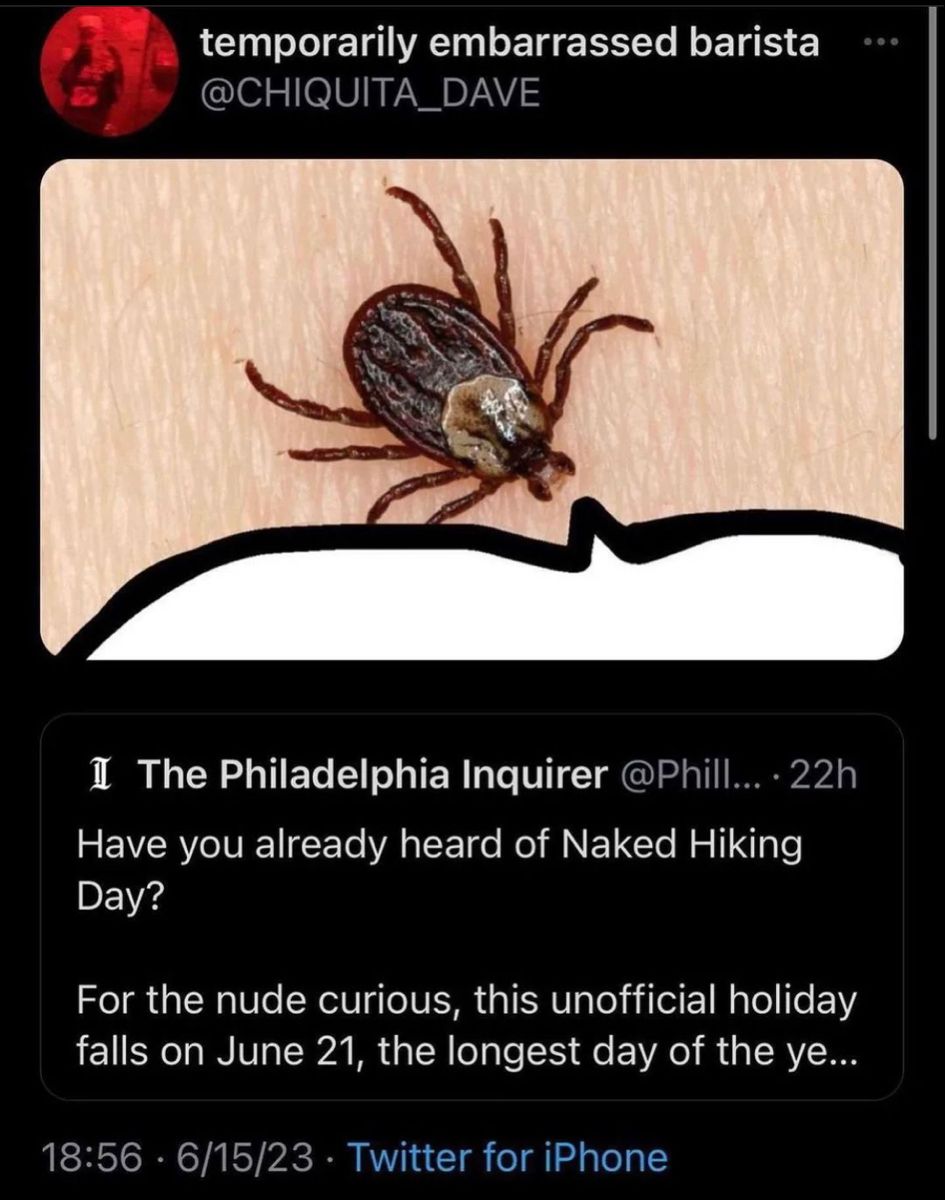 temporarily embarrassed barista
@CHIQUITA_DAVE
The Philadelphia Inquirer @Phill... · 22h
Have you already heard of Naked Hiking
Day?
For the nude curious, this unofficial holiday
falls on June 21, the longest day of the ye...
18:56 · 6/15/23 · Twitter for iPhone